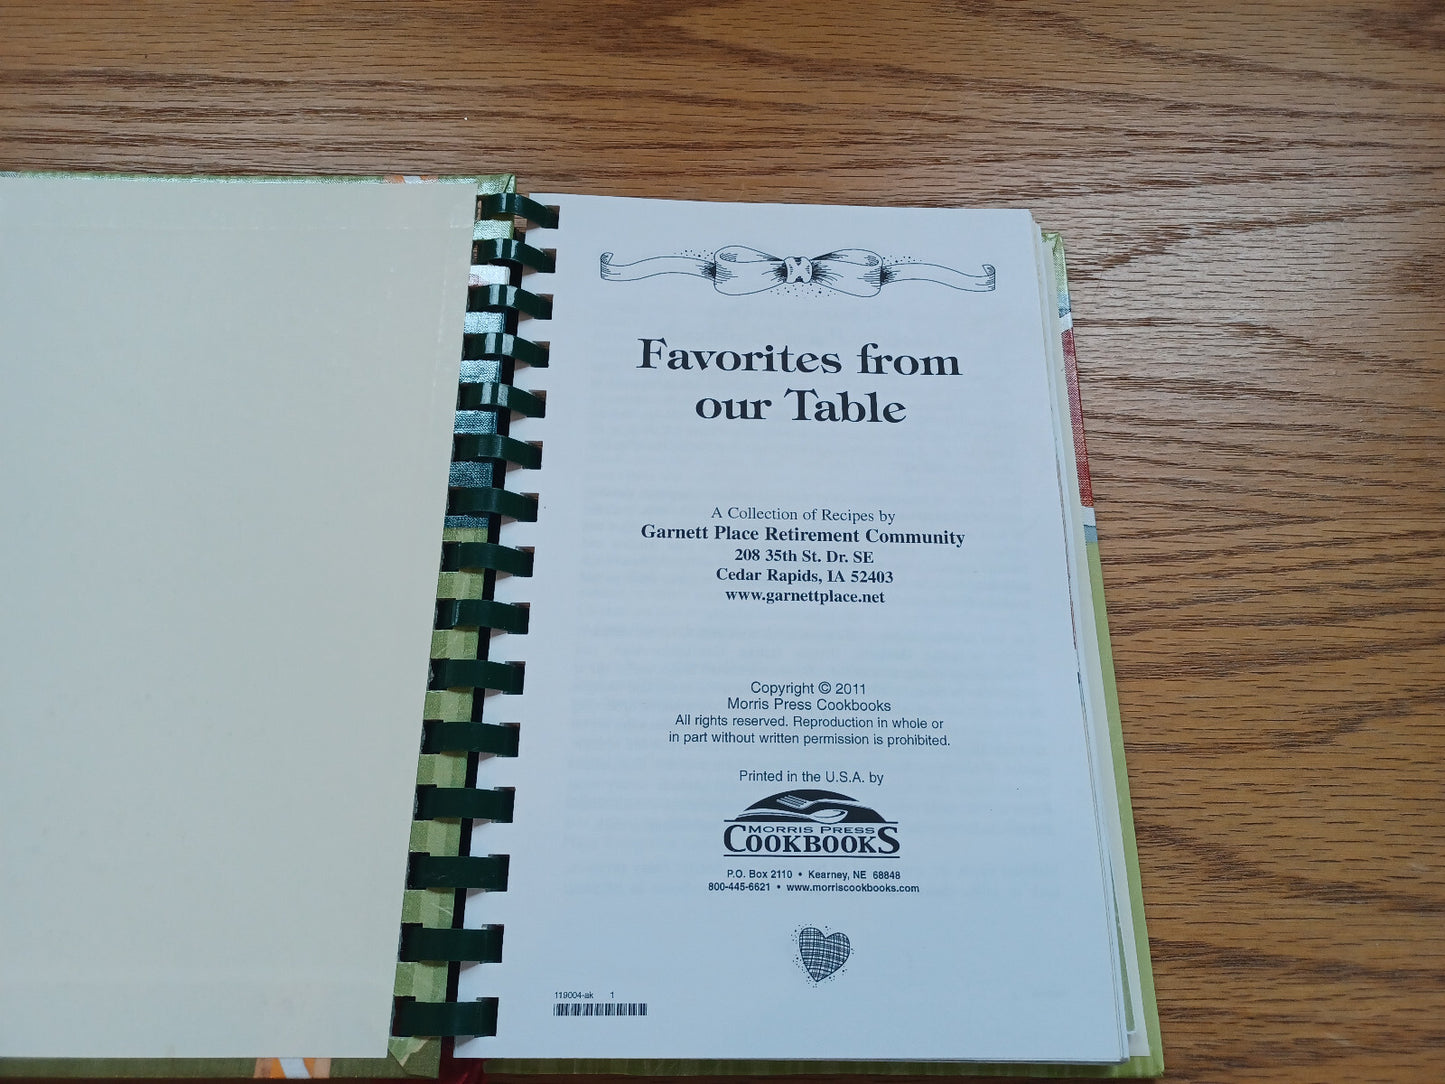 Favorites from
our Table
A Collection of Recipes by
Garnett Place Retirement Community
208 35th St. Dr. SE
Cedar Rapids, IA 52403
www.garnettplace.net
Copyright © 2011
Morris Press Cookbooks
All rights reserved. Reproduction in whole or
in part without written permission is prohibited.
Printed in the U.S.A. by
MORRIS PRESS
COOKBOOKS
P.O. Box 2110 • Kearney, NE 68848
800-445-6621 • www.morriscookbooks.com
119004-ak 1